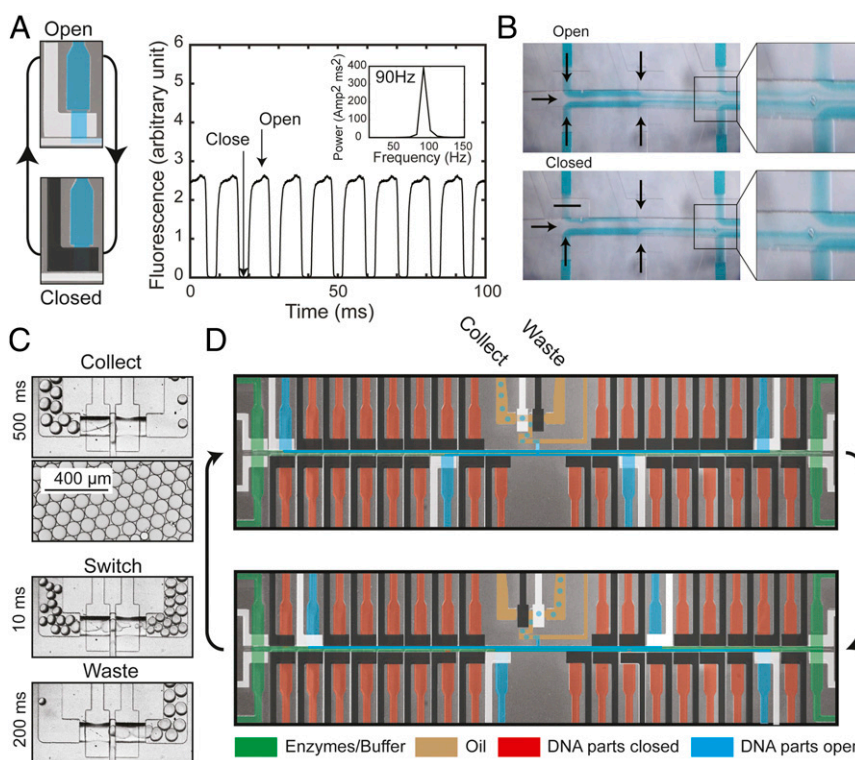 A
Open
Closed
Fluorescence (arbitrary unit)
6
5
4
3
2
1
0
Close
Open
90Hz
Power (Amp2 ms2)
400
300
200
100
0
50
100
150
Frequency (Hz)
0
50
100
Time (ms)
B
Open
Closed
C
Collect
500 ms
400 µm
Switch
10 ms
Waste
200 ms
D
Collect
Waste
Enzymes/Buffer
Oil
DNA parts closed
DNA parts open